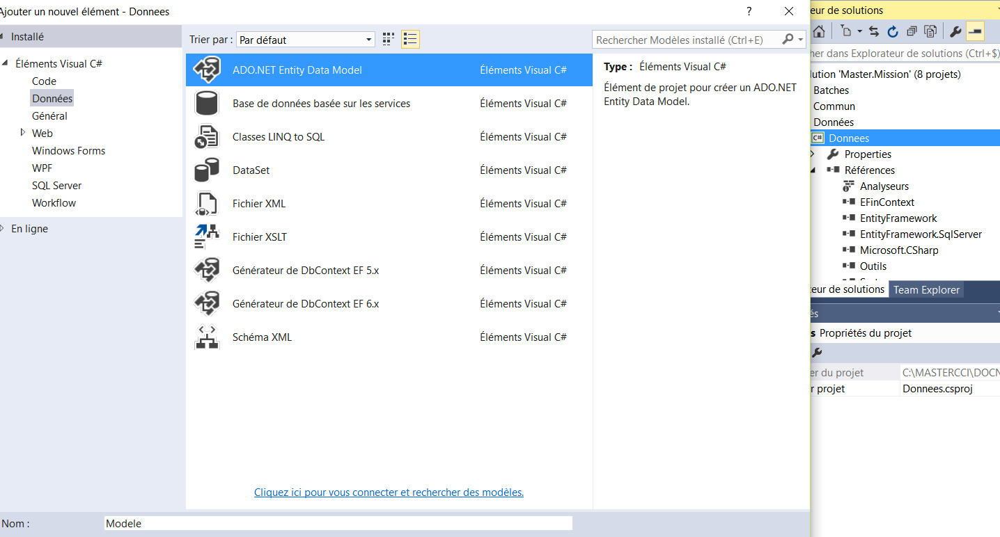 Ajouter un nouvel élément - Donnees
?
Installé
Éléments Visual C#
Code
Données
Général
Web
Windows Forms
WPF
SQL Server
Workflow
En ligne
Trier par : Par défaut
Rechercher Modèles installé (Ctrl+E)
ADO.NET Entity Data Model Éléments Visual C#
Base de données basée sur les services Éléments Visual C#
Classes LINQ to SQL Éléments Visual C#
DataSet Éléments Visual C#
Fichier XML Éléments Visual C#
Fichier XSLT Éléments Visual C#
Générateur de DbContext EF 5.x Éléments Visual C#
Générateur de DbContext EF 6.x Éléments Visual C#
Schéma XML Éléments Visual C#
Cliquez ici pour vous connecter et rechercher des modèles.
Type : Éléments Visual C#
Élément de projet pour créer un ADO.NET
Entity Data Model.
Nom : Modele
eur de solutions
her dans Explorateur de solutions (Ctrl+$)
lution 'Master.Mission' (8 projets)
Batches
Commun
Données
C# Donnees
Properties
Références
Analyseurs
EFinContext
EntityFramework
EntityFramework.SqlServer
Microsoft.CSharp
Outils
teur de solutions Team Explorer
és
s Propriétés du projet
er du projet C:\MASTERCCI\DOCN
r projet Donnees.csproj